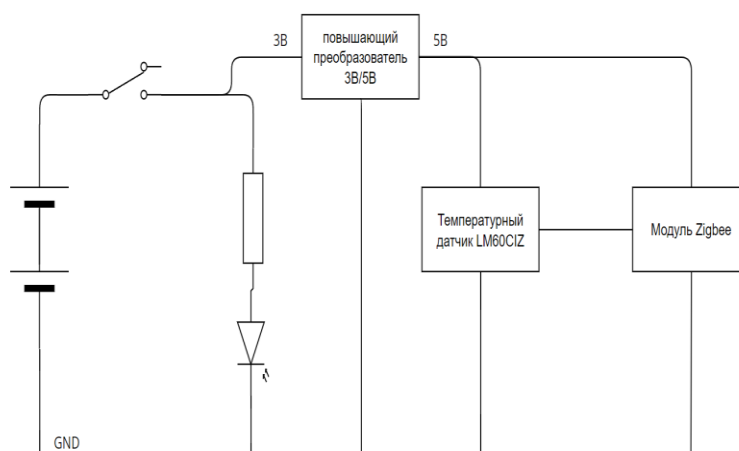 3В
повышающий
преобразователь
3В/5В
5В
Температурный
датчик LM60CIZ
Модуль Zigbee
GND